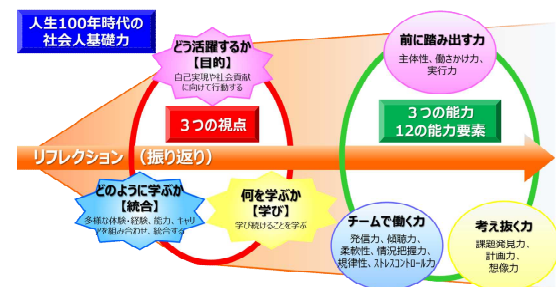 人生100年時代の
社会人基礎力
どう活躍するか
【目的】
自己実現や社会貢献
に向けて行動する
前に踏み出す力
主体性、働きかけ力、
実行力
3つの視点
3つの能力
12の能力要素
リフレクション (振り返り)
どのように学ぶか
【統合】
多様な体験・経験、能力、キャリ
アを組み合わせ、統合する
何を学ぶか
【学び】
学び続けることを学ぶ
チームで働く力
発信力、傾聴力、
柔軟性、情況把握力、
規律性、ストレスコントロール力
考え抜く力
課題発見力、
計画力、
想像力